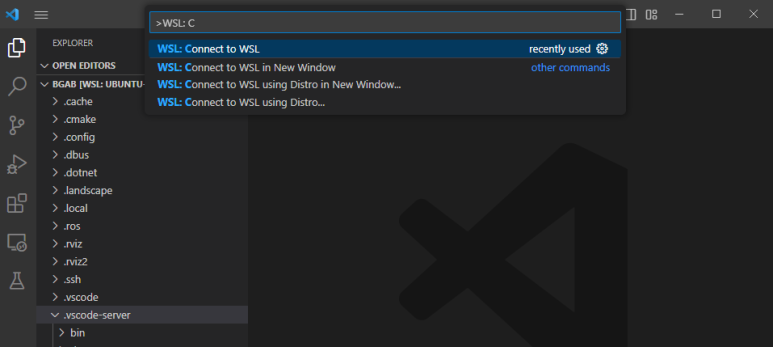 >WSL: C
WSL: Connect to WSL recently used
WSL: Connect to WSL in New Window other commands
WSL: Connect to WSL using Distro in New Window...
WSL: Connect to WSL using Distro...
EXPLORER
OPEN EDITORS
BGAB [WSL: UBUNTU-
.cache
.cmake
.config
.dbus
.dotnet
.landscape
.local
.ros
.rviz
.rviz2
.ssh
.vscode
.vscode-server
bin